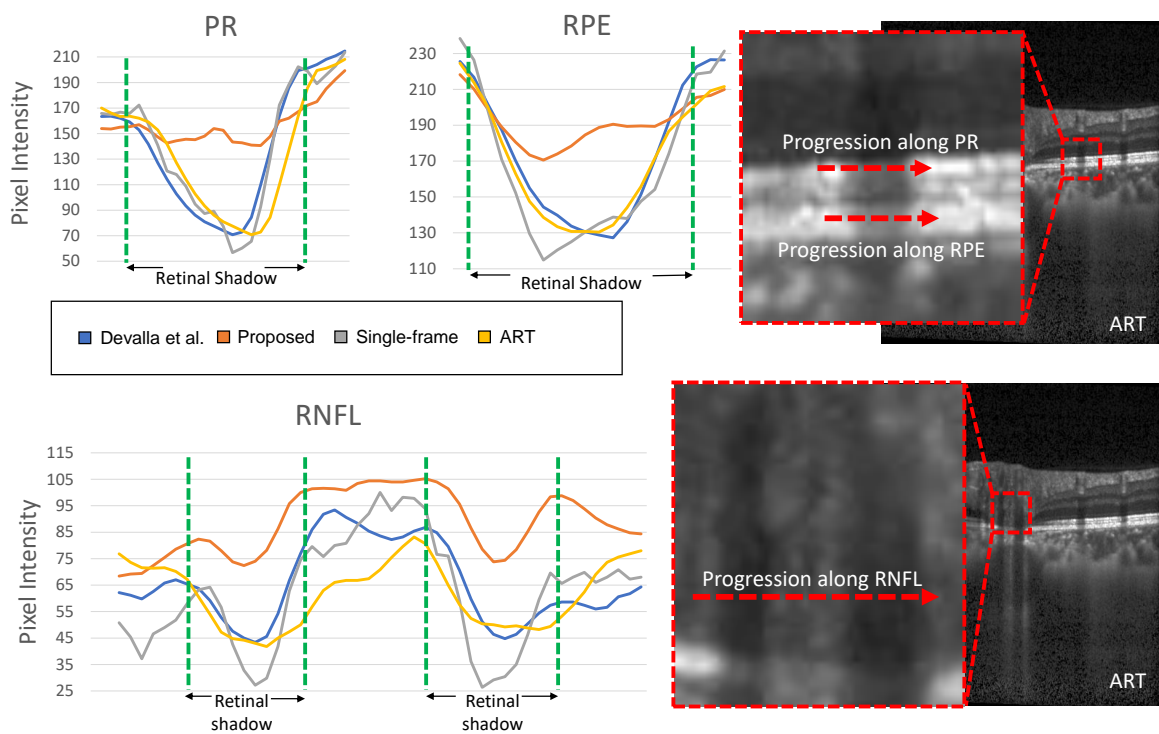 PR
Pixel Intensity
210
190
170
150
130
110
90
70
50
Retinal Shadow
RPE
230
210
190
170
150
130
110
Retinal Shadow
Progression along PR
Progression along RPE
ART
Devalla et al. Proposed Single-frame ART
RNFL
Pixel Intensity
115
105
95
85
75
65
55
45
35
25
Retinal
shadow
Retinal
shadow
Progression along RNFL
ART